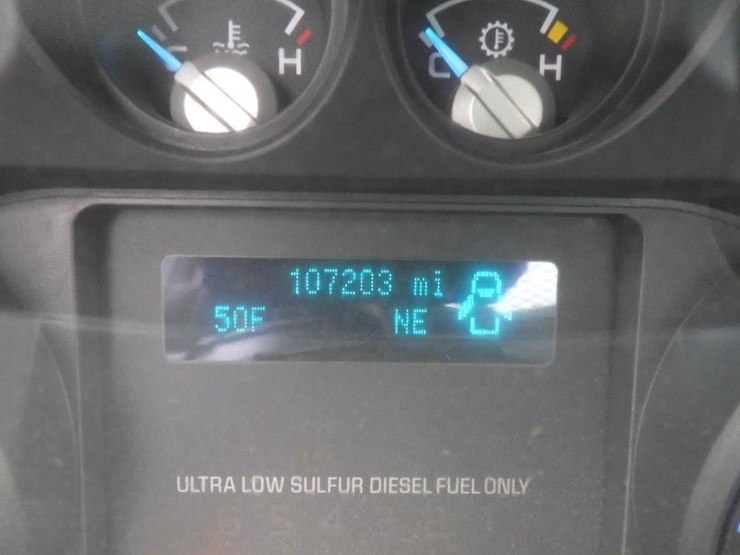 H
C H
107203 mi
50F NE
ULTRA LOW SULFUR DIESEL FUEL ONLY